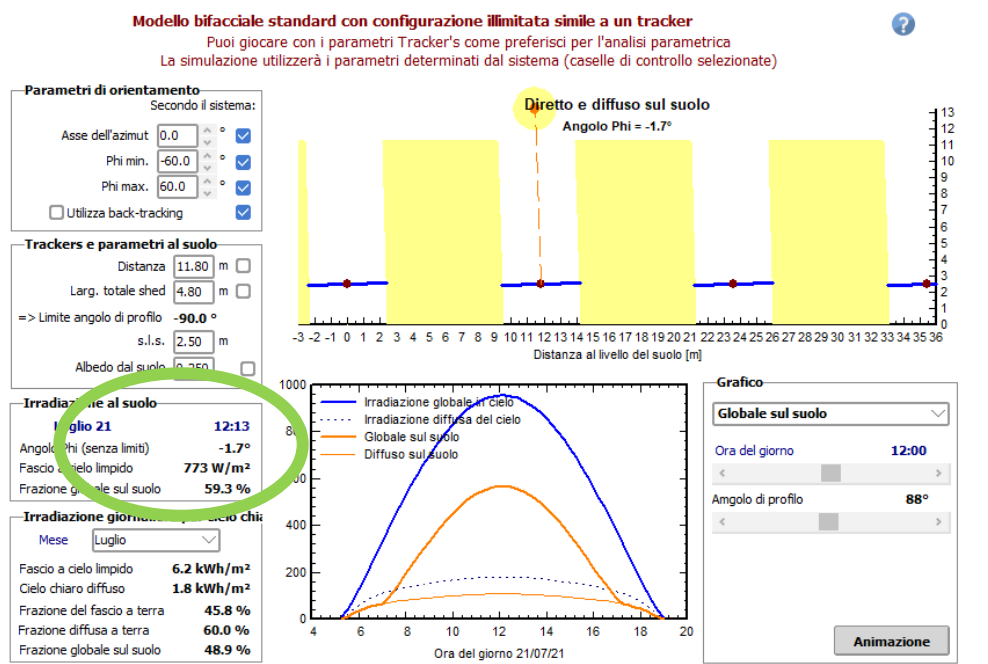 Modello bifacciale standard con configurazione illimitata simile a un tracker
Puoi giocare con i parametri Tracker's come preferisci per l'analisi parametrica
La simulazione utilizzerà i parametri determinati dal sistema (caselle di controllo selezionate)
?
Parametri di orientamento
Secondo il sistema:
Asse dell'azimut 0.0 °
Phi min. -60.0 °
Phi max. 60.0 °
Utilizza back-tracking
Trackers e parametri al suolo
Distanza 11.80 m
Larg. totale shed 4.80 m
=> Limite angolo di profilo -90.0 °
s.l.s. 2.50 m
Albedo dal suolo
Irradiazione al suolo
Luglio 21 12:13
Angolo Phi (senza limiti) -1.7°
Fascio a cielo limpido 773 W/m²
Frazione globale sul suolo 59.3 %
Irradiazione giornaliera per cielo chia
Mese Luglio
Fascio a cielo limpido 6.2 kWh/m²
Cielo chiaro diffuso 1.8 kWh/m²
Frazione del fascio a terra 45.8 %
Frazione diffusa a terra 60.0 %
Frazione globale sul suolo 48.9 %
Diretto e diffuso sul suolo
Angolo Phi = -1.7°
13
12
11
10
9
8
7
6
5
4
3
2
1
0
-3 -2 -1 0 1 2 3 4 5 6 7 8 9 10 11 12 13 14 15 16 17 18 19 20 21 22 23 24 25 26 27 28 29 30 31 32 33 34 35 36
Distanza al livello del suolo [m]
1000
800
600
400
200
0
Irradiazione globale in cielo
Irradiazione diffusa del cielo
Globale sul suolo
Diffuso sul suolo
4 6 8 10 12 14 16 18 20
Ora del giorno 21/07/21
Grafico
Globale sul suolo
Ora del giorno 12:00
Amgolo di profilo 88°
Animazione